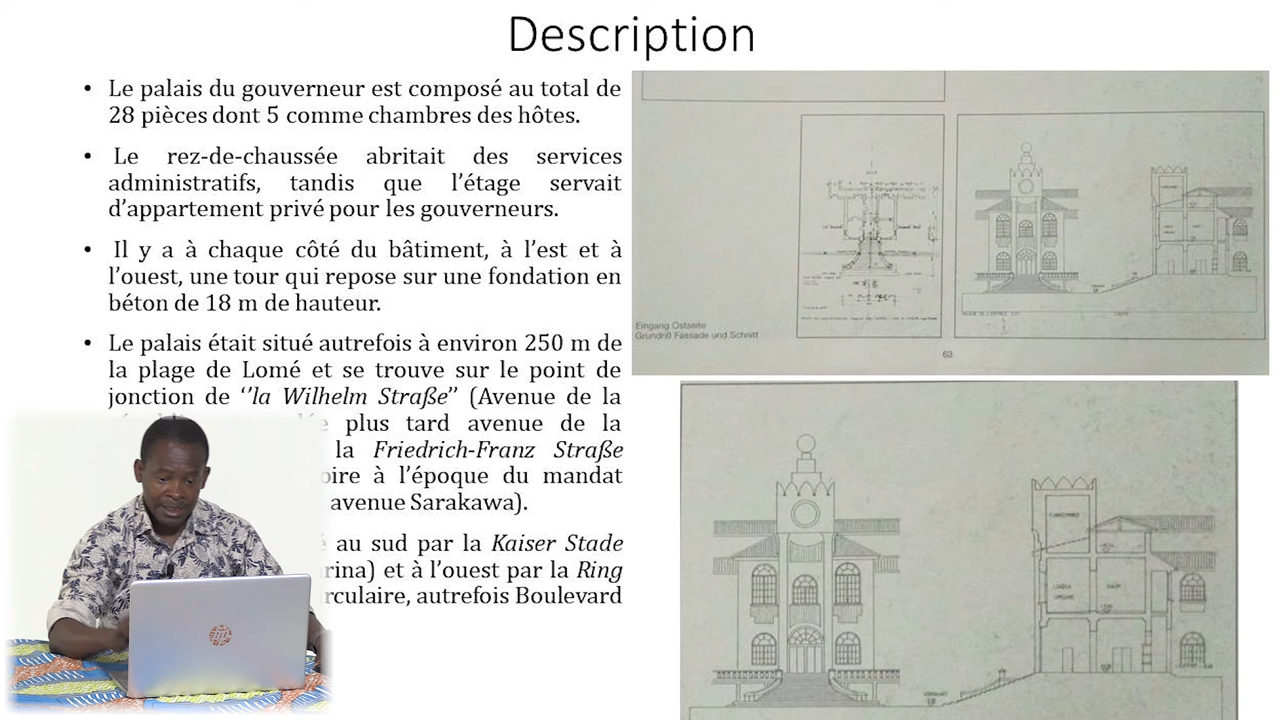 Description
• Le palais du gouverneur est composé au total de
28 pièces dont 5 comme chambres des hôtes.
• Le rez-de-chaussée abritait des services
administratifs, tandis que l’étage servait
d’appartement privé pour les gouverneurs.
• Il y a à chaque côté du bâtiment, à l’est et à
l’ouest, une tour qui repose sur une fondation en
béton de 18 m de hauteur.
• Le palais était situé autrefois à environ 250 m de
la plage de Lomé et se trouve sur le point de
jonction de ‘’la Wilhelm Straße’’ (Avenue de la
plus tard avenue de la
la Friedrich-Franz Straße
à l’époque du mandat
avenue Sarakawa).
au sud par la Kaiser Stade
et à l’ouest par la Ring
autrefois Boulevard
Eingang Ostseite
Grundriß Fassade und Schnitt
63
hp